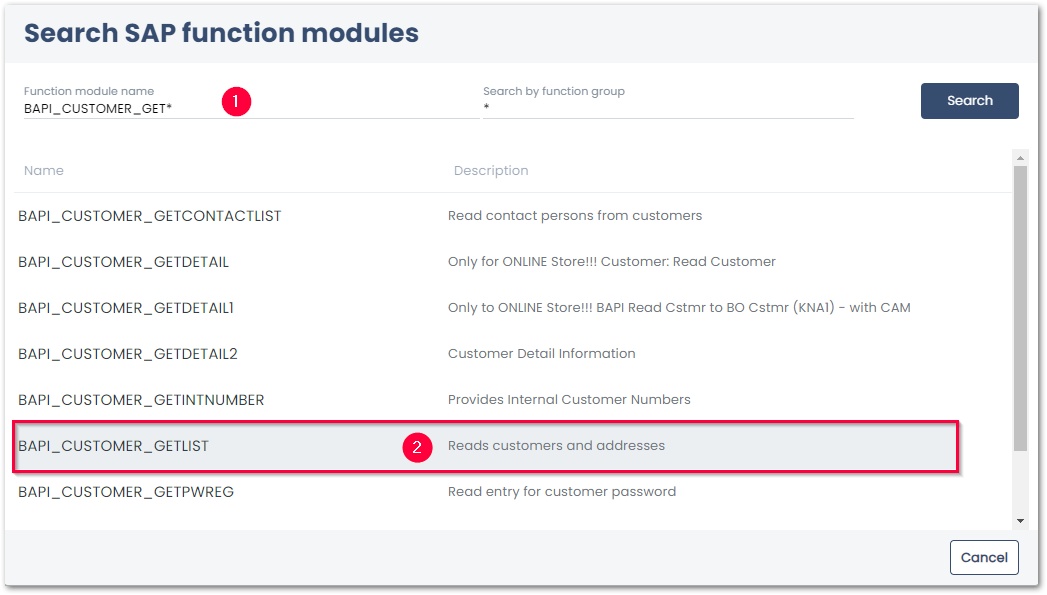 Search SAP function modules
Function module name
Search by function group
BAPI_CUSTOMER_GET*
1
*
Search
Name
Description
BAPI_CUSTOMER_GETCONTACTLIST
Read contact persons from customers
BAPI_CUSTOMER_GETDETAIL
Only for ONLINE Store!!! Customer: Read Customer
BAPI_CUSTOMER_GETDETAIL1
Only to ONLINE Store!!! BAPI Read Cstmr to BO Cstmr (KNA1) - with CAM
BAPI_CUSTOMER_GETDETAIL2
Customer Detail Information
BAPI_CUSTOMER_GETINTNUMBER
Provides Internal Customer Numbers
BAPI_CUSTOMER_GETLIST
2
Reads customers and addresses
BAPI_CUSTOMER_GETPWREG
Read entry for customer password
Cancel